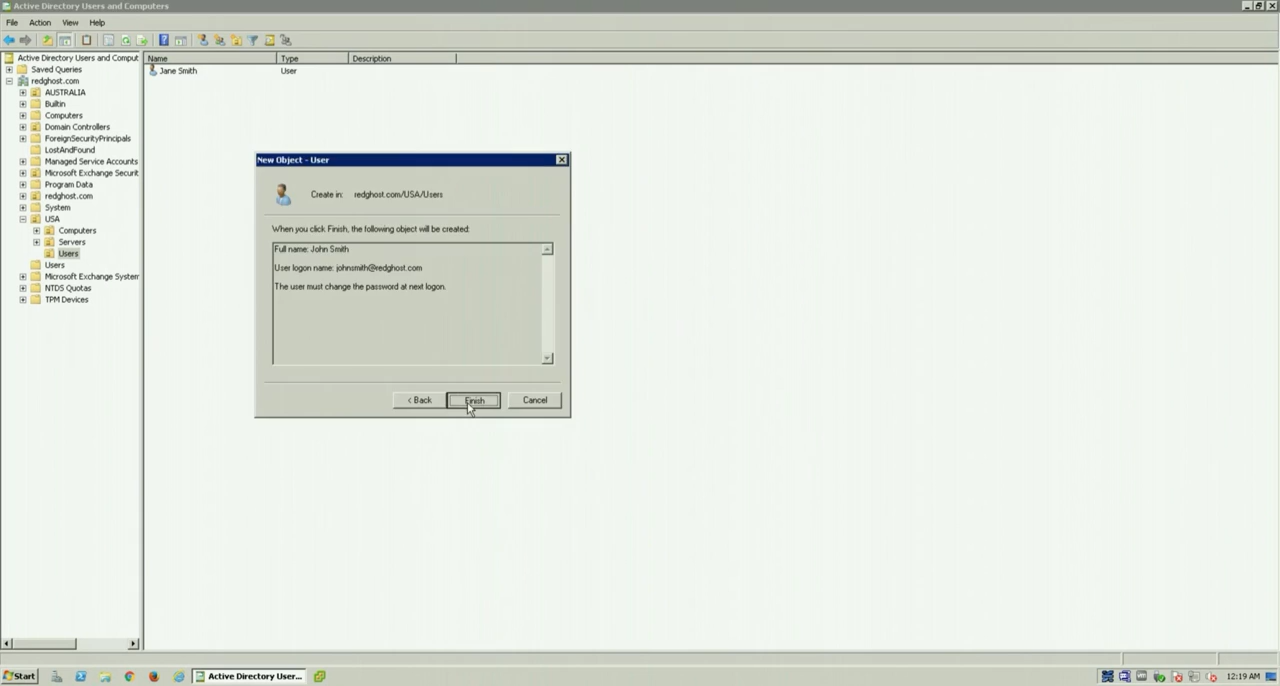 Active Directory Users and Computers
File Action View Help
Active Directory Users and Comput
Saved Queries
redghost.com
AUSTRALIA
Builtin
Computers
Domain Controllers
ForeignSecurityPrincipals
LostAndFound
Managed Service Accounts
Microsoft Exchange Securit
Program Data
redghost.com
System
USA
Computers
Servers
Users
Users
Microsoft Exchange System
NTDS Quotas
TPM Devices
Name Type Description
Jane Smith User
New Object - User
Create in: redghost.com/USA/Users
When you click Finish, the following object will be created:
Full name: John Smith
User logon name: johnsmith@redghost.com
The user must change the password at next logon.
< Back Finish Cancel
Start Active Directory User... 12:19 AM